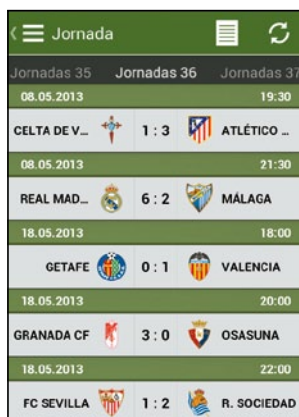 Jornada
Jornadas 35 Jornadas 36 Jornadas 37
08.05.2013 19:30
CELTA DE V... 1 : 3 ATLÉTICO ...
08.05.2013 21:30
REAL MAD... 6 : 2 MÁLAGA
18.05.2013 18:00
GETAFE 0 : 1 VALENCIA
18.05.2013 20:00
GRANADA CF 3 : 0 OSASUNA
18.05.2013 22:00
FC SEVILLA 1 : 2 R. SOCIEDAD